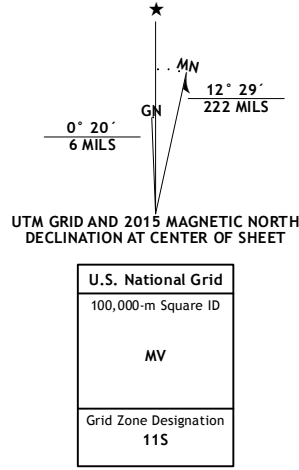 ★
MN
GN
12° 29´
222 MILS
0° 20´
6 MILS
UTM GRID AND 2015 MAGNETIC NORTH
DECLINATION AT CENTER OF SHEET
U.S. National Grid
100,000-m Square ID
MV
Grid Zone Designation
11S